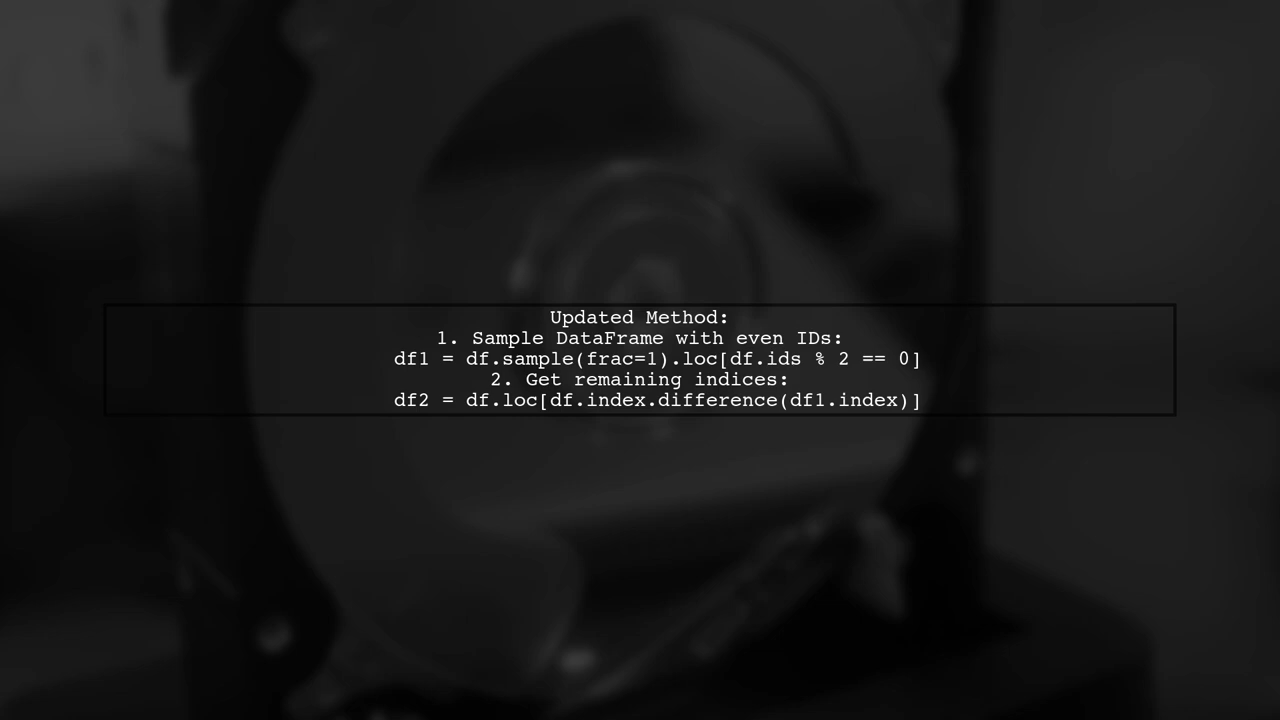 Updated Method:
1. Sample DataFrame with even IDs:
df1 = df.sample(frac=1).loc[df.ids % 2 == 0]
2. Get remaining indices:
df2 = df.loc[df.index.difference(df1.index)]